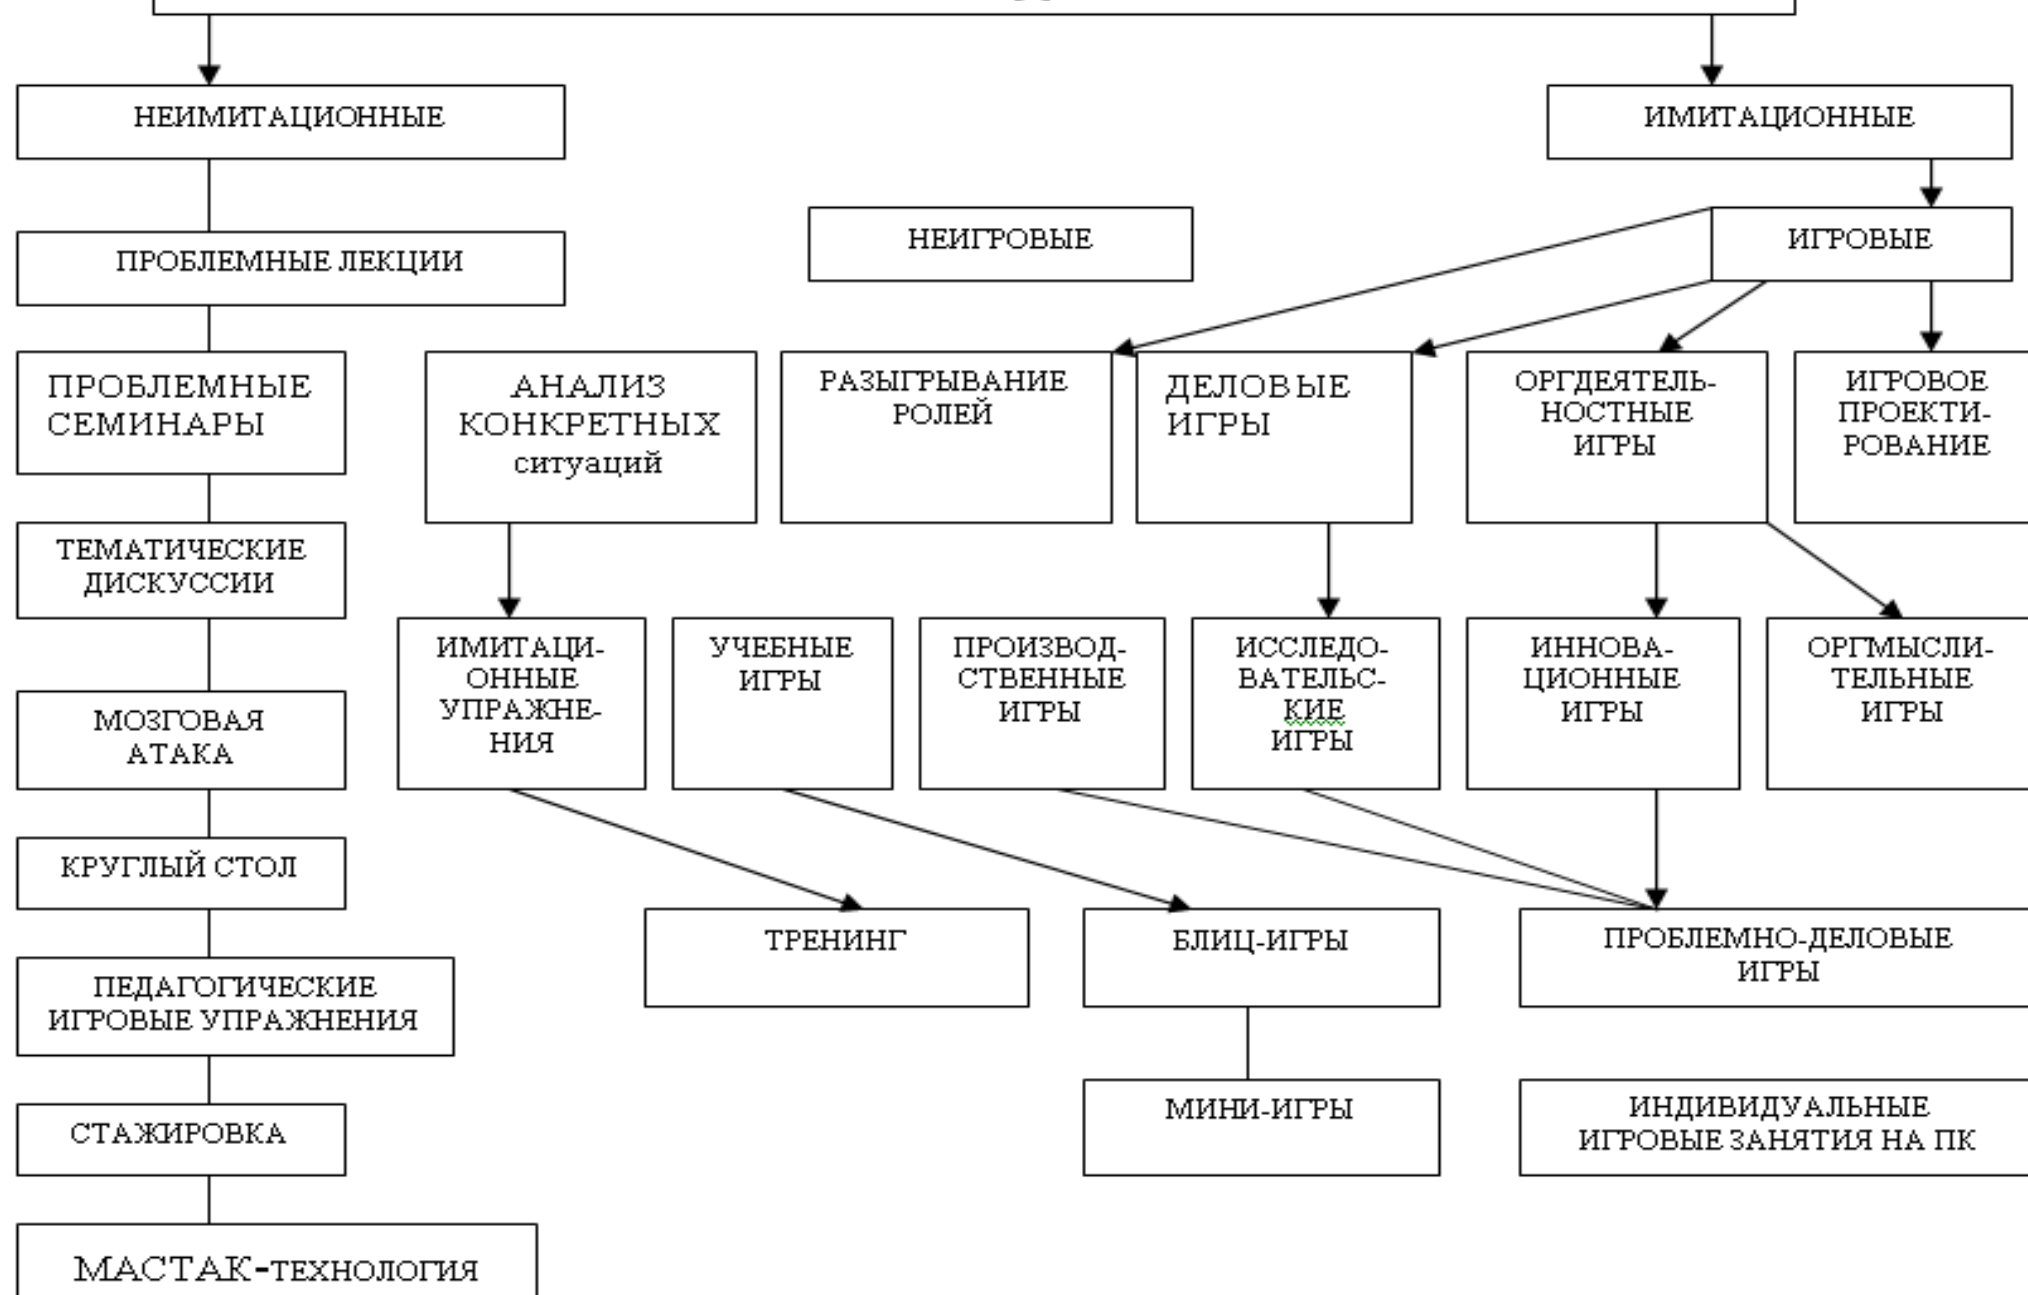 НЕИМИТАЦИОННЫЕ
ИМИТАЦИОННЫЕ
НЕИГРОВЫЕ
ИГРОВЫЕ
ПРОБЛЕМНЫЕ ЛЕКЦИИ
ПРОБЛЕМНЫЕ
СЕМИНАРЫ
АНАЛИЗ
КОНКРЕТНЫХ
ситуаций
РАЗЫГРЫВАНИЕ
РОЛЕЙ
ДЕЛОВЫЕ
ИГРЫ
ОРГДЕЯТЕЛЬ-
НОСТНЫЕ
ИГРЫ
ИГРОВОЕ
ПРОЕКТИ-
РОВАНИЕ
ТЕМАТИЧЕСКИЕ
ДИСКУССИИ
ИМИТАЦИ-
ОННЫЕ
УПРАЖНЕ-
НИЯ
УЧЕБНЫЕ
ИГРЫ
ПРОИЗВОД-
СТВЕННЫЕ
ИГРЫ
ИССЛЕДО-
ВАТЕЛЬС-
КИЕ
ИГРЫ
ИННОВА-
ЦИОННЫЕ
ИГРЫ
ОРГМЫСЛИ-
ТЕЛЬНЫЕ
ИГРЫ
МОЗГОВАЯ
АТАКА
КРУГЛЫЙ СТОЛ
ТРЕНИНГ
БЛИЦ-ИГРЫ
ПРОБЛЕМНО-ДЕЛОВЫЕ
ИГРЫ
ПЕДАГОГИЧЕСКИЕ
ИГРОВЫЕ УПРАЖНЕНИЯ
МИНИ-ИГРЫ
ИНДИВИДУАЛЬНЫЕ
ИГРОВЫЕ ЗАНЯТИЯ НА ПК
СТАЖИРОВКА
МАСТАК-ТЕХНОЛОГИЯ